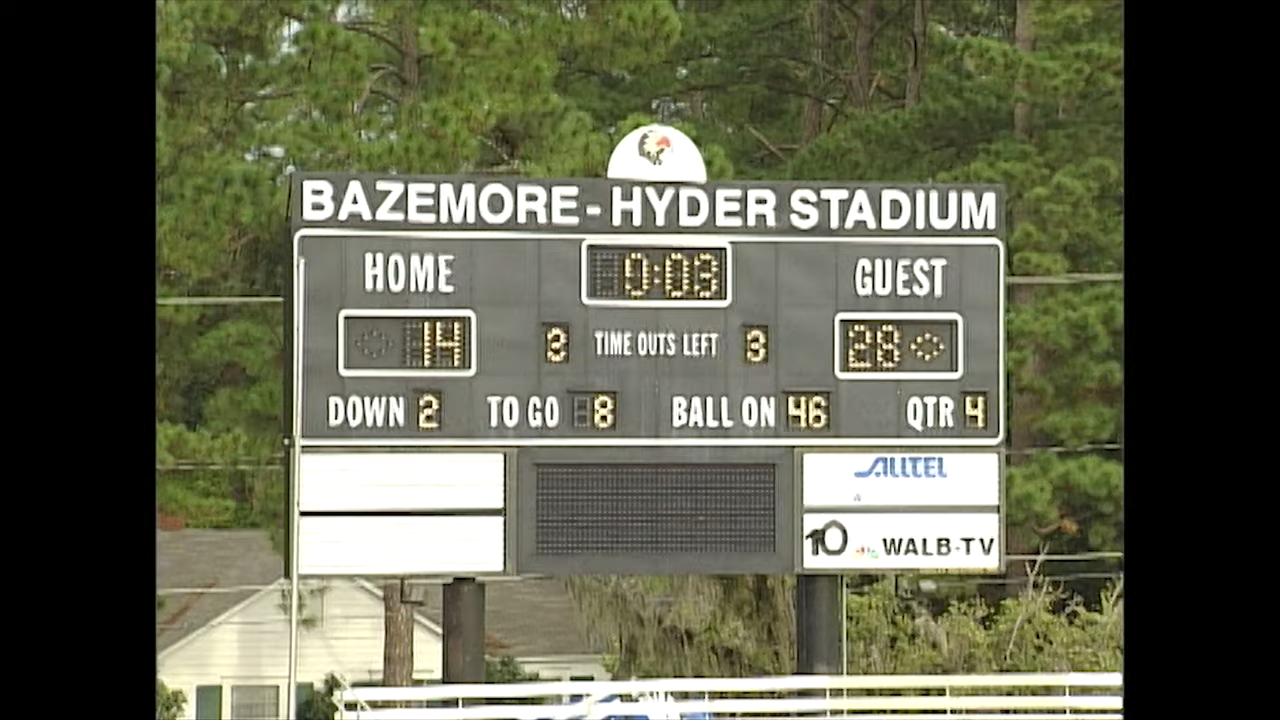 BAZEMORE-HYDER STADIUM
HOME 0:03 GUEST
14 3 TIME OUTS LEFT 3 28
DOWN 2 TO GO 8 BALL ON 46 QTR 4
ALLTEL
10 WALB-TV